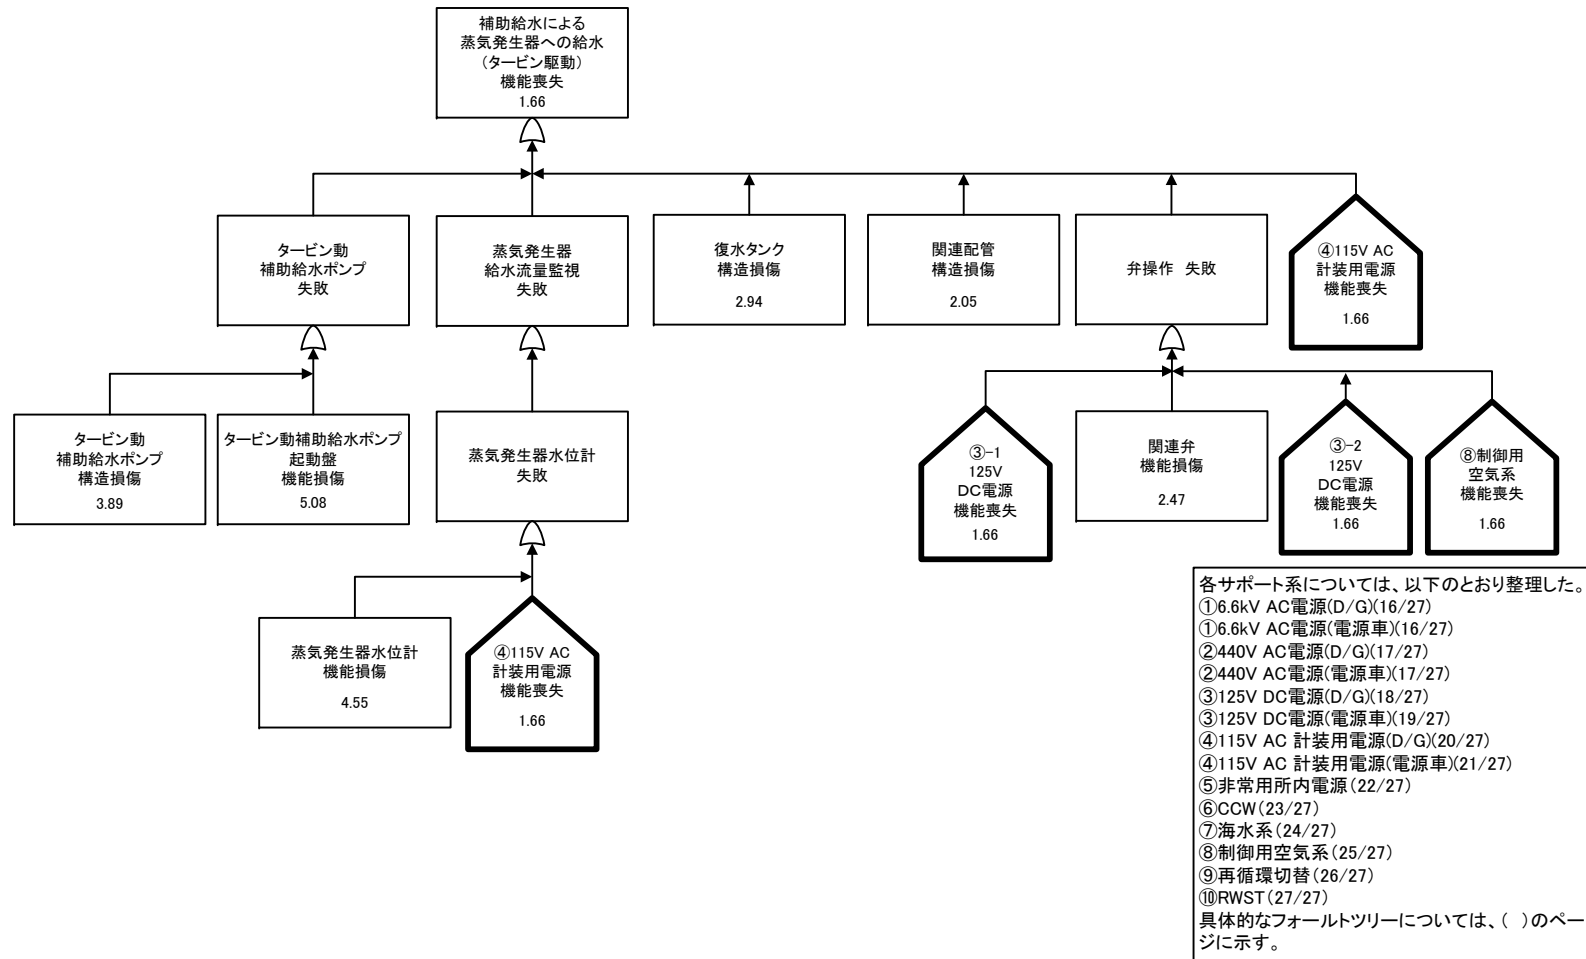 補助給水による
蒸気発生器への給水
（タービン駆動）
機能喪失
1.66
タービン動
補助給水ポンプ
失敗
蒸気発生器
給水流量監視
失敗
復水タンク
構造損傷
2.94
関連配管
構造損傷
2.05
弁操作 失敗
④115V AC
計装用電源
機能喪失
1.66
タービン動
補助給水ポンプ
構造損傷
3.89
タービン動補助給水ポンプ
起動盤
機能損傷
5.08
蒸気発生器水位計
失敗
③-1
125V
DC電源
機能喪失
1.66
関連弁
機能損傷
2.47
③-2
125V
DC電源
機能喪失
1.66
⑧制御用
空気系
機能喪失
1.66
蒸気発生器水位計
機能損傷
4.55
④115V AC
計装用電源
機能喪失
1.66
各サポート系については、以下のとおり整理した。
①6.6kV AC電源(D/G)(16/27)
①6.6kV AC電源(電源車)(16/27)
②440V AC電源(D/G)(17/27)
②440V AC電源(電源車)(17/27)
③125V DC電源(D/G)(18/27)
③125V DC電源(電源車)(19/27)
④115V AC 計装用電源(D/G)(20/27)
④115V AC 計装用電源(電源車)(21/27)
⑤非常用所内電源(22/27)
⑥CCW(23/27)
⑦海水系(24/27)
⑧制御用空気系(25/27)
⑨再循環切替(26/27)
⑩RWST(27/27)
具体的なフォールトツリーについては、( )のペー
ジに示す。